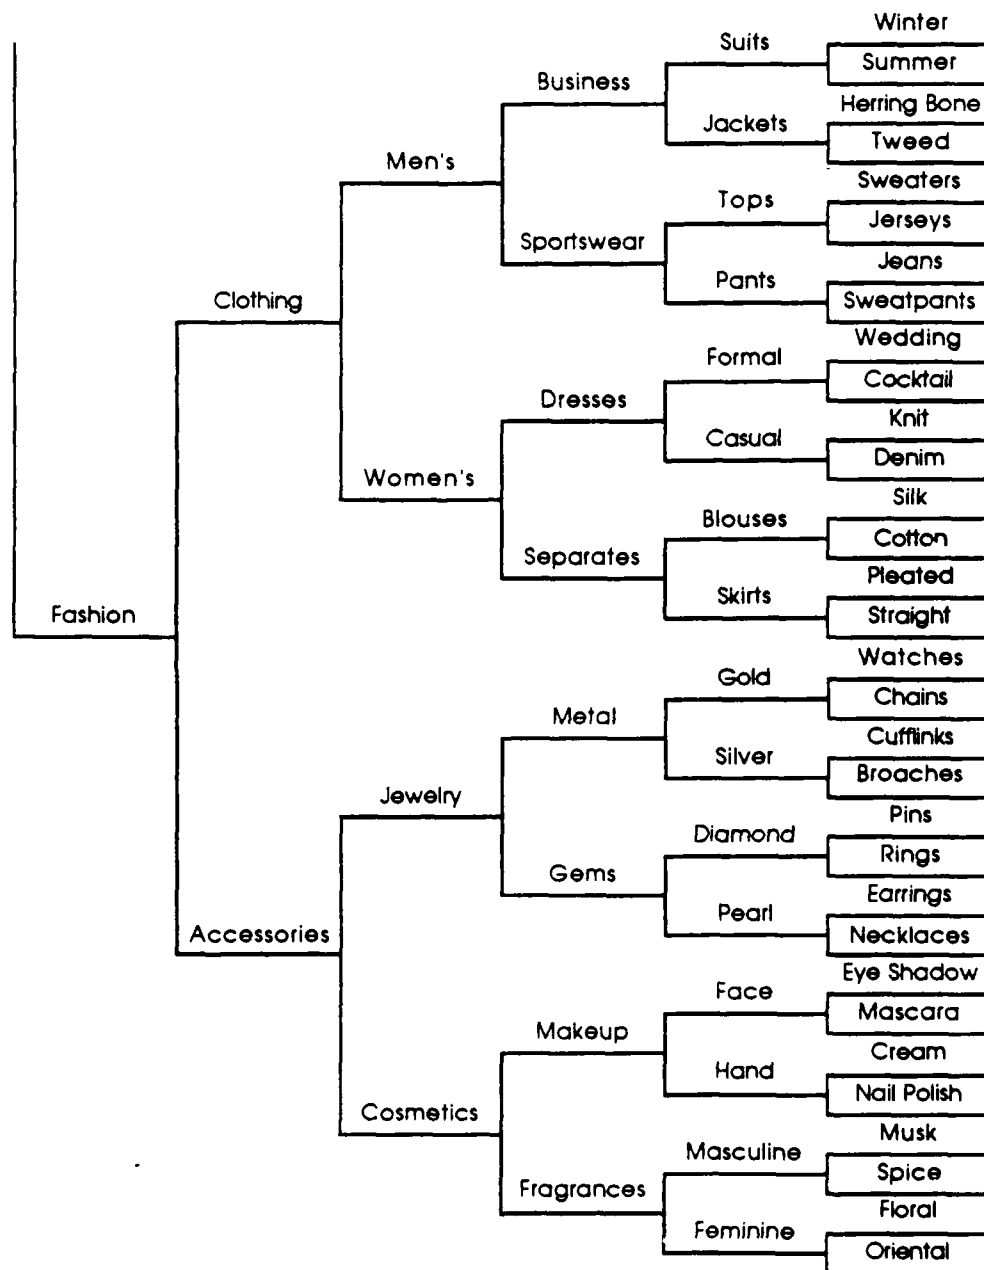 Winter
Suits
Summer
Business
Herring Bone
Jackets
Tweed
Men's
Sweaters
Tops
Jerseys
Sportswear
Jeans
Pants
Sweatpants
Clothing
Wedding
Formal
Cocktail
Dresses
Knit
Casual
Denim
Women's
Silk
Blouses
Cotton
Separates
Pleated
Skirts
Straight
Fashion
Watches
Gold
Chains
Metal
Cufflinks
Silver
Broaches
Jewelry
Pins
Diamond
Rings
Gems
Earrings
Pearl
Necklaces
Accessories
Eye Shadow
Face
Mascara
Makeup
Cream
Hand
Nail Polish
Cosmetics
Musk
Masculine
Spice
Fragrances
Floral
Feminine
Oriental